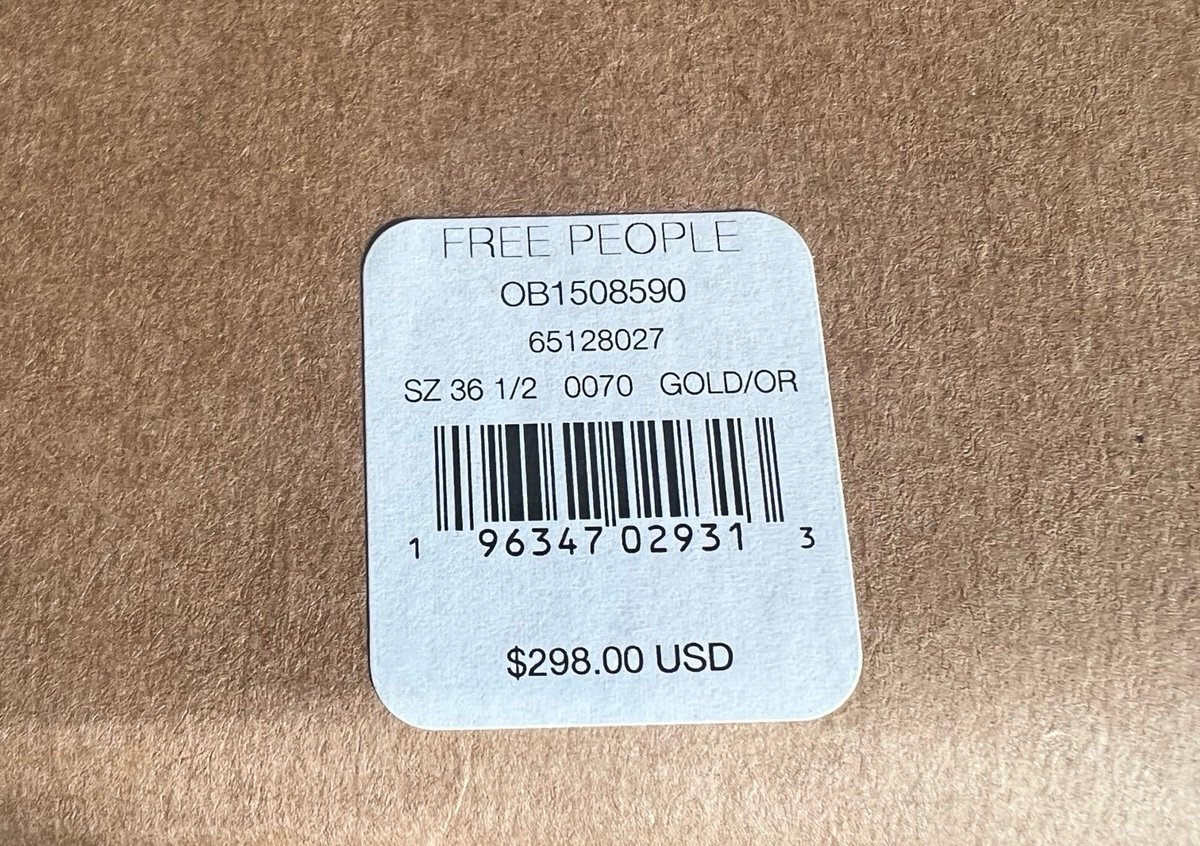 FREE PEOPLE
OB1508590
65128027
SZ 36 1/2 0070 GOLD/OR
1 96347 02931 3
$298.00 USD